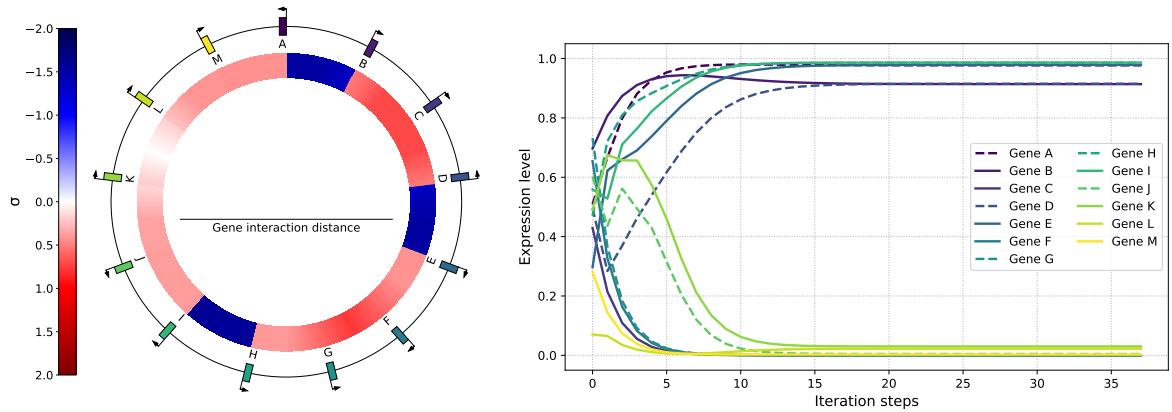 −2.0
−1.5
−1.0
−0.5
0.0
0.5
1.0
1.5
2.0
σ
A
B
C
D
E
F
G
H
I
J
K
L
M
Gene interaction distance
1.0
0.8
0.6
0.4
0.2
0.0
Expression level
0
5
10
15
20
25
30
35
Iteration steps
Gene A
Gene B
Gene C
Gene D
Gene E
Gene F
Gene G
Gene H
Gene I
Gene J
Gene K
Gene L
Gene M